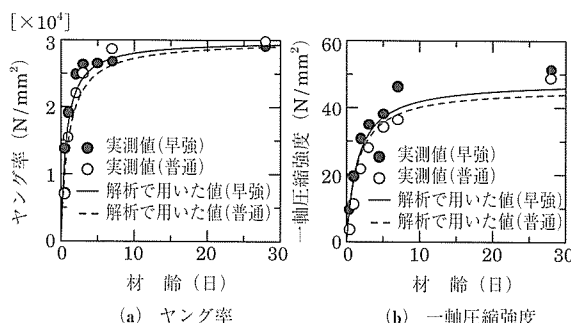 [×10⁴]
ヤング率 (N/mm²)
3
2
1
0
実測値(早強)
実測値(普通)
解析で用いた値(早強)
解析で用いた値(普通)
0 10 20 30
材 齢 (日)
(a) ヤング率
一軸圧縮強度 (N/mm²)
60
40
20
0
実測値(早強)
実測値(普通)
解析で用いた値(早強)
解析で用いた値(普通)
0 10 20 30
材 齢 (日)
(b) 一軸圧縮強度